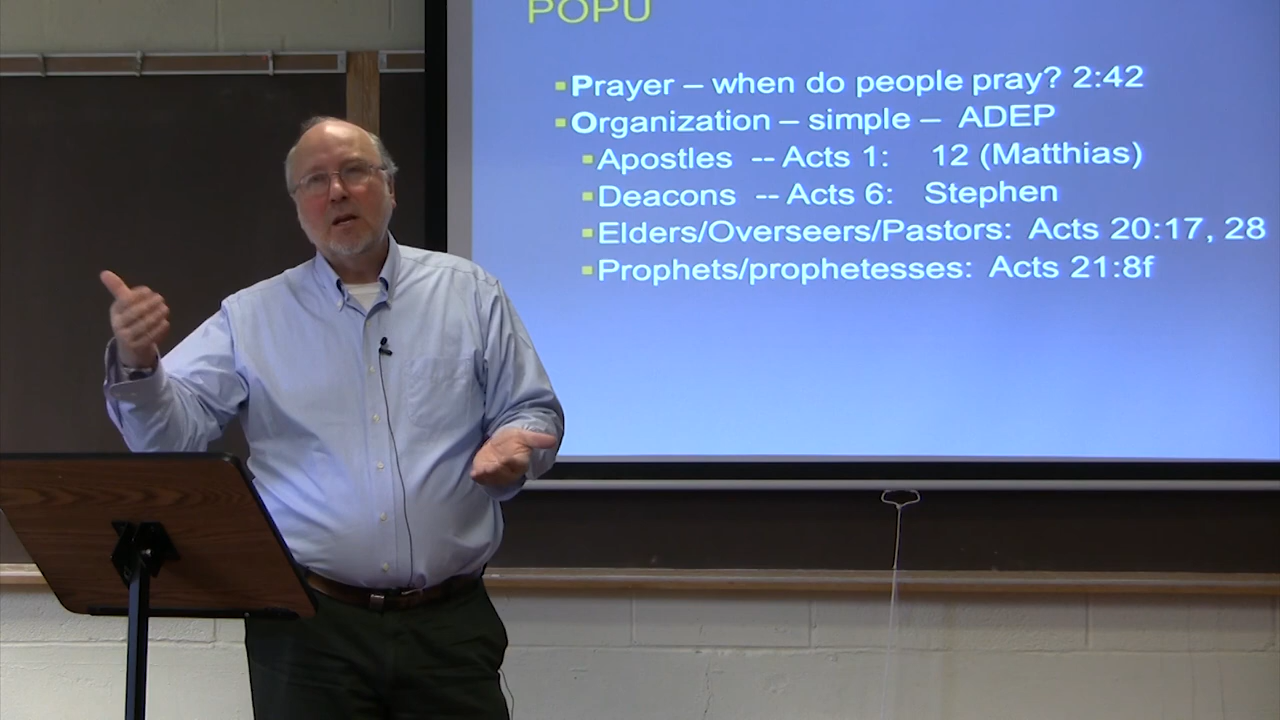 POPU
Prayer – when do people pray? 2:42
Organization – simple – ADEP
Apostles -- Acts 1: 12 (Matthias)
Deacons -- Acts 6: Stephen
Elders/Overseers/Pastors: Acts 20:17, 28
Prophets/prophetesses: Acts 21:8f